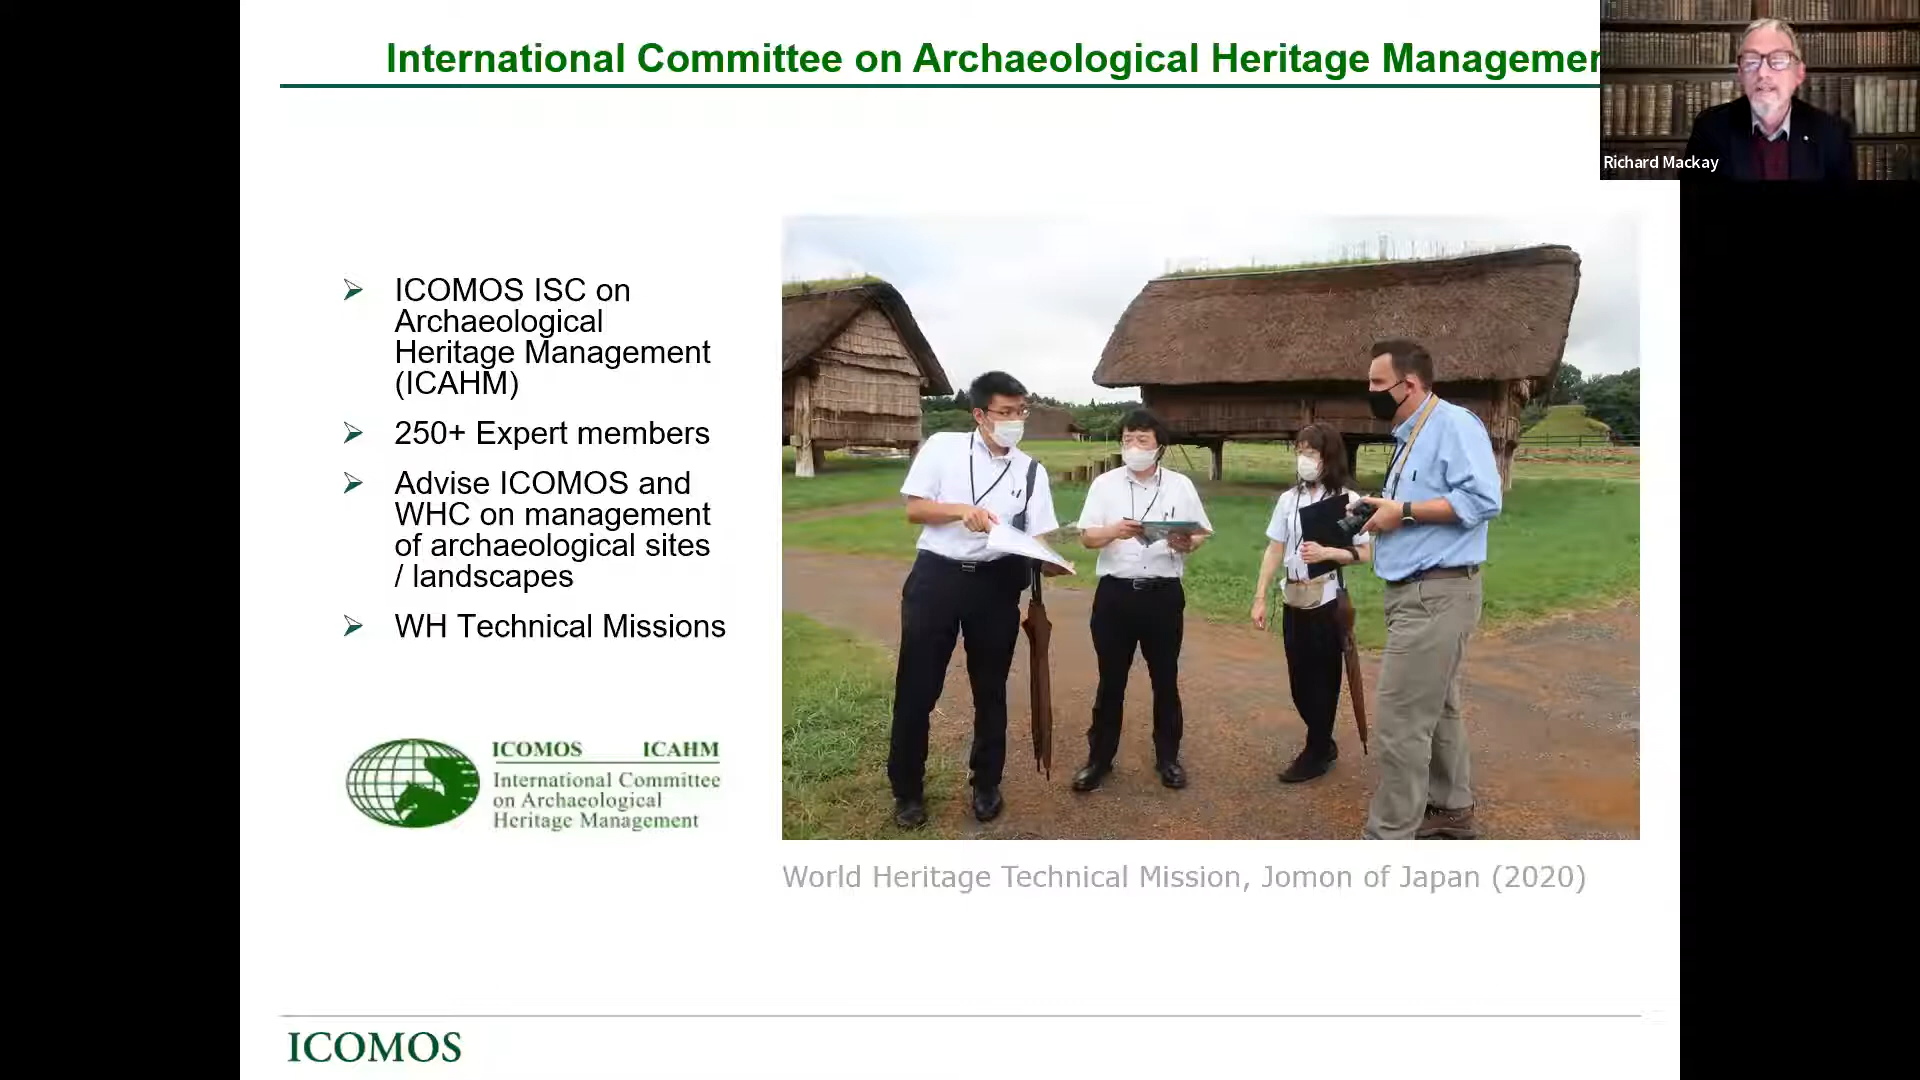 International Committee on Archaeological Heritage Managemen
Richard Mackay
ICOMOS ISC on
Archaeological
Heritage Management
(ICAHM)
250+ Expert members
Advise ICOMOS and
WHC on management
of archaeological sites
/ landscapes
WH Technical Missions
ICOMOS ICAHM
International Committee
on Archaeological
Heritage Management
World Heritage Technical Mission, Jomon of Japan (2020)
ICOMOS